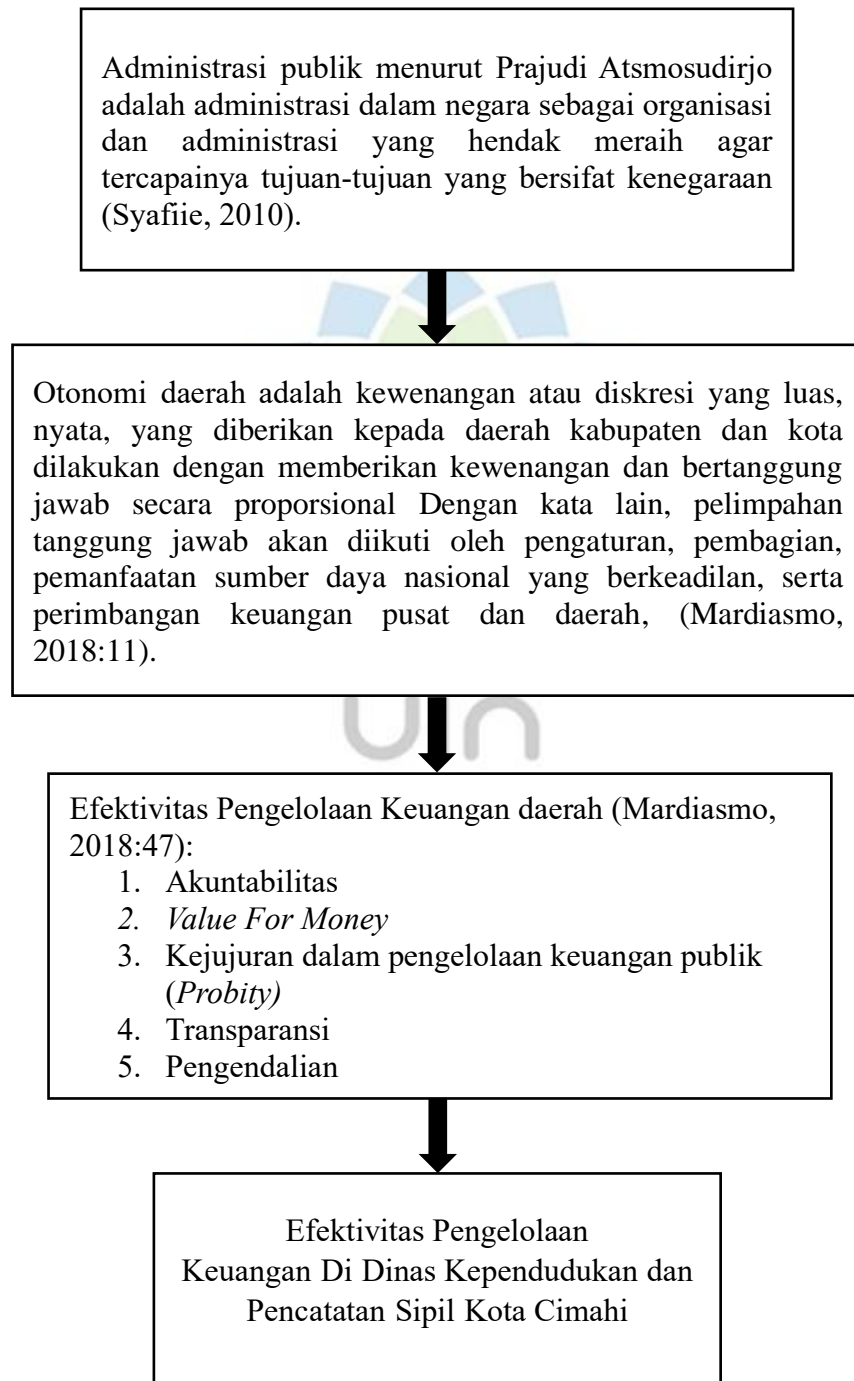 Administrasi publik menurut Prajudi Atsmosudirjo
adalah administrasi dalam negara sebagai organisasi
dan administrasi yang hendak meraih agar
tercapainya tujuan-tujuan yang bersifat kenegaraan
(Syafiie, 2010).
Otonomi daerah adalah kewenangan atau diskresi yang luas,
nyata, yang diberikan kepada daerah kabupaten dan kota
dilakukan dengan memberikan kewenangan dan bertanggung
jawab secara proporsional Dengan kata lain, pelimpahan
tanggung jawab akan diikuti oleh pengaturan, pembagian,
pemanfaatan sumber daya nasional yang berkeadilan, serta
perimbangan keuangan pusat dan daerah, (Mardiasmo,
2018:11).
uin
Efektivitas Pengelolaan Keuangan daerah (Mardiasmo,
2018:47):
1. Akuntabilitas
2. Value For Money
3. Kejujuran dalam pengelolaan keuangan publik
(Probity)
4. Transparansi
5. Pengendalian
Efektivitas Pengelolaan
Keuangan Di Dinas Kependudukan dan
Pencatatan Sipil Kota Cimahi